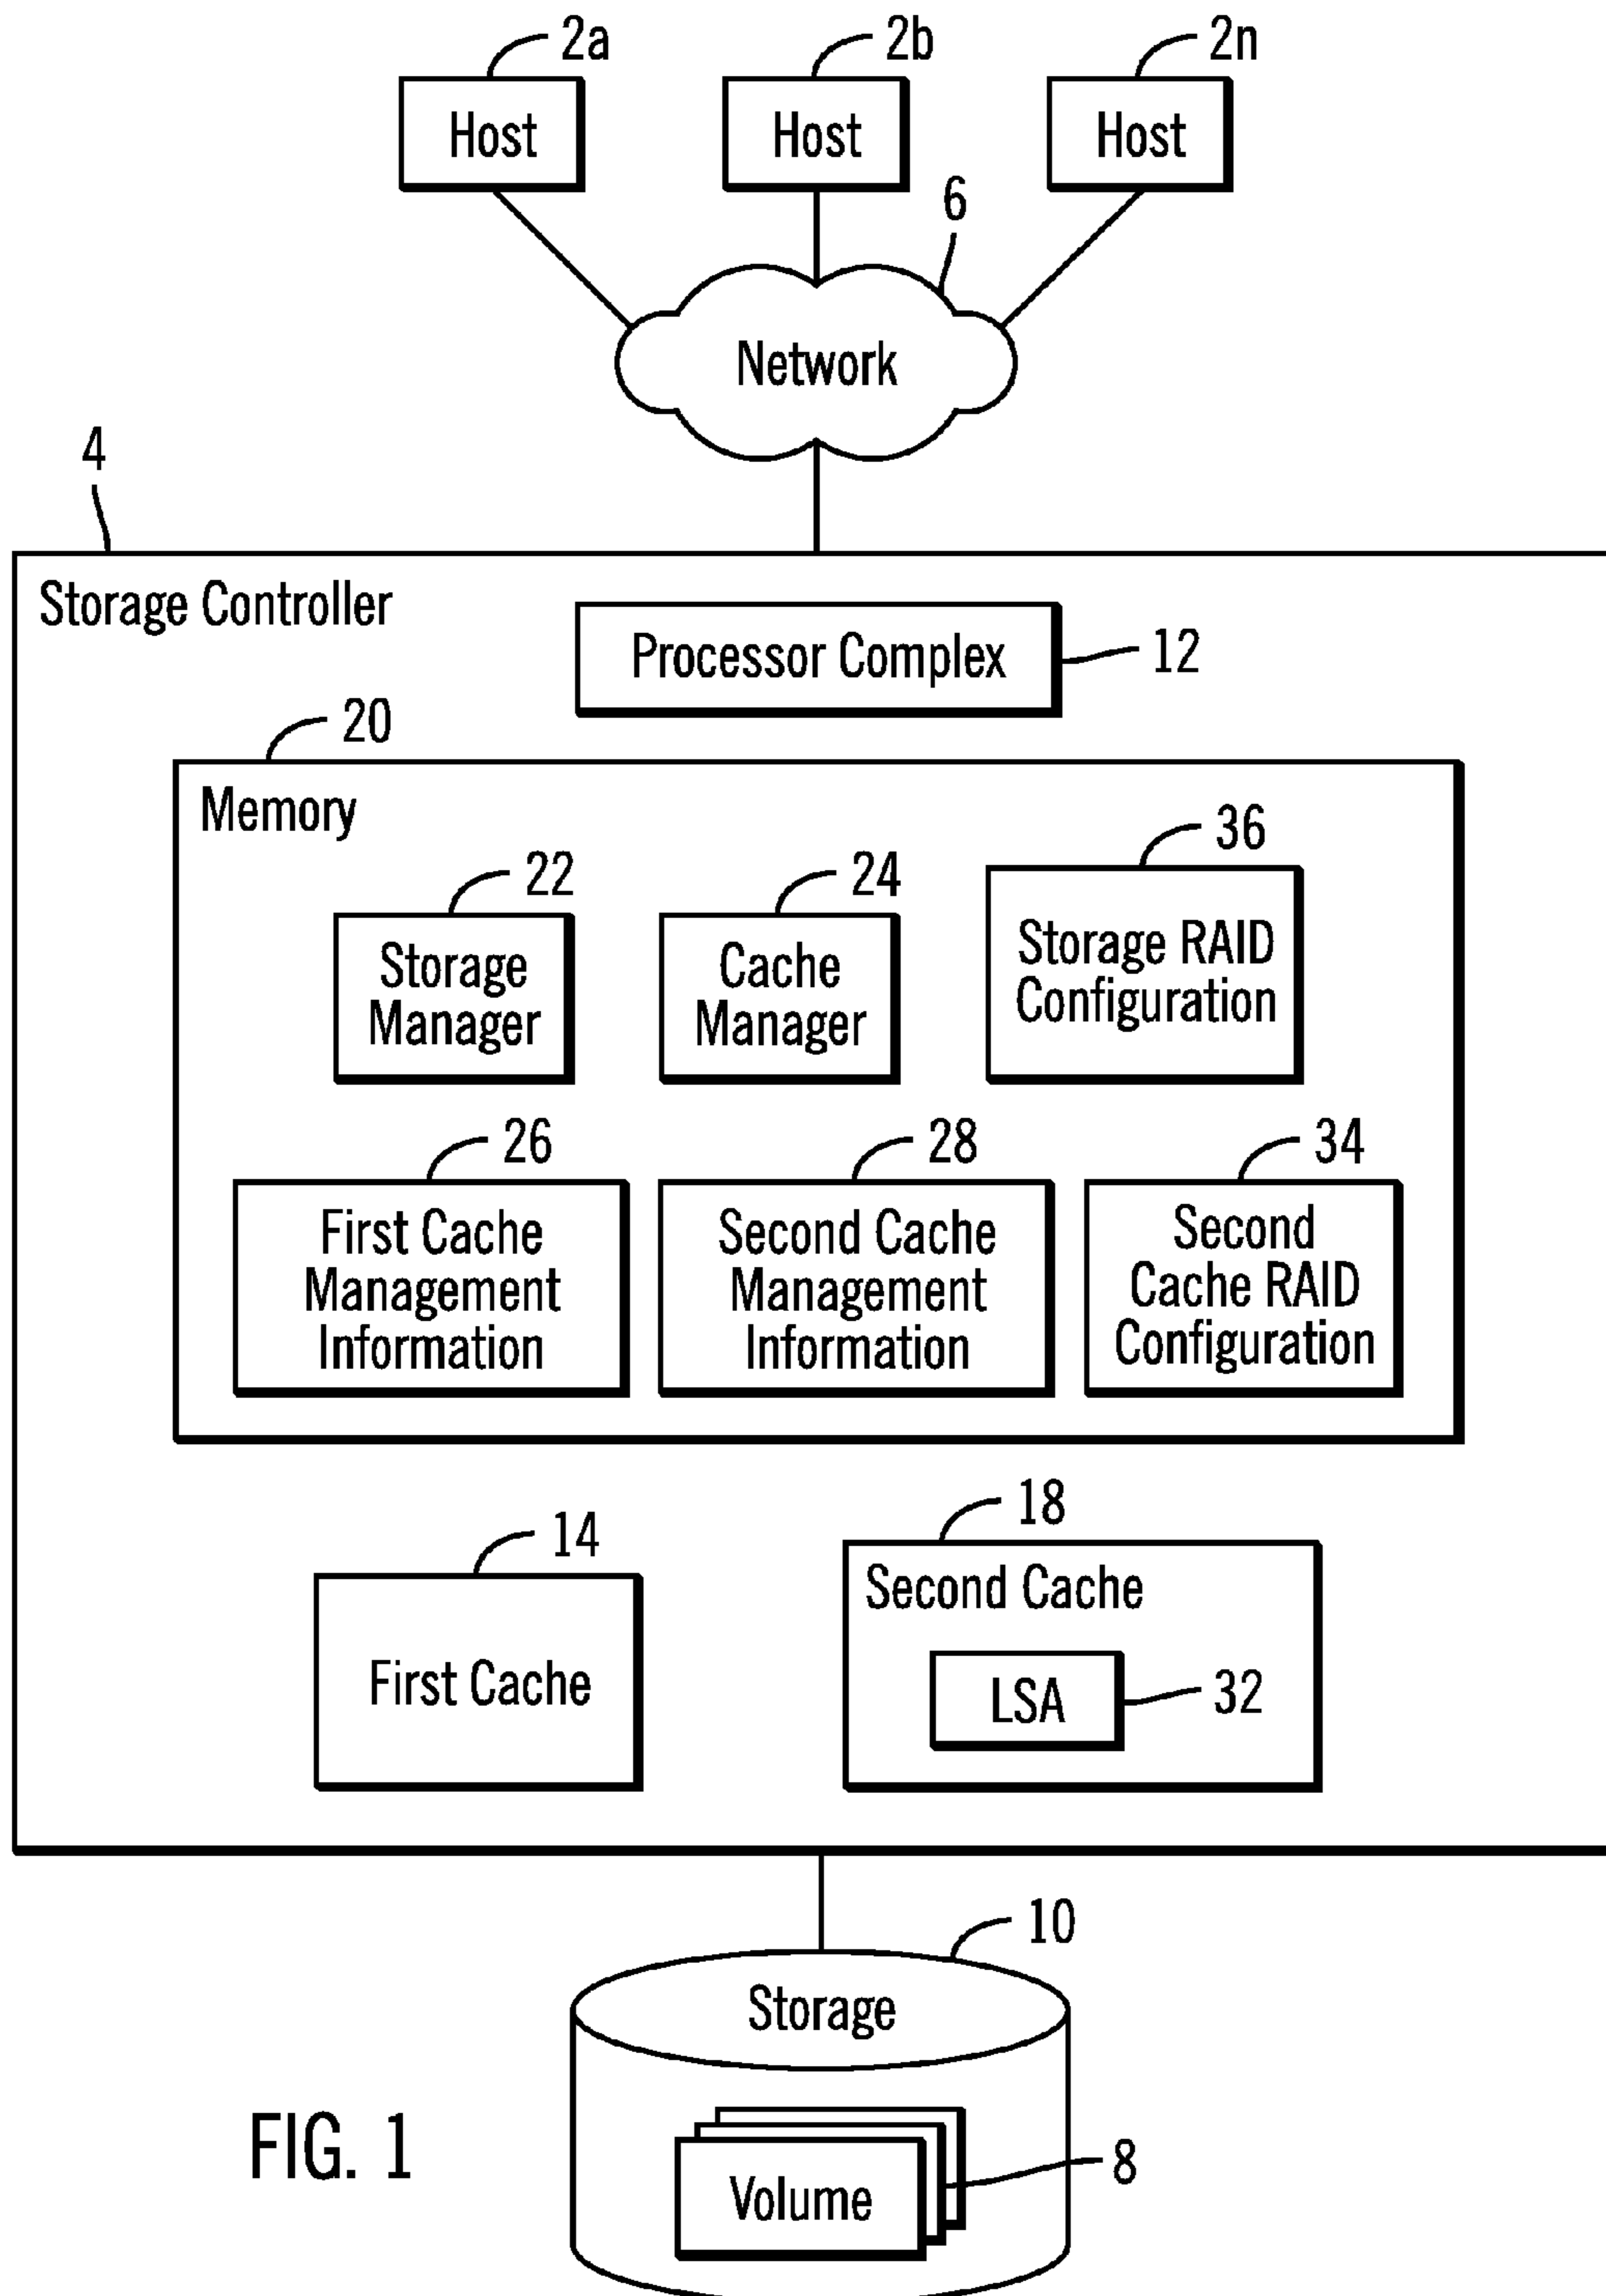 2a
2b
2n
Host
Host
Host
6
Network
4
Storage Controller
Processor Complex
12
20
Memory
22
24
36
Storage
Manager
Cache
Manager
Storage RAID
Configuration
26
28
34
First Cache
Management
Information
Second Cache
Management
Information
Second
Cache RAID
Configuration
14
18
First Cache
Second Cache
LSA
32
10
Storage
Volume
8
FIG. 1